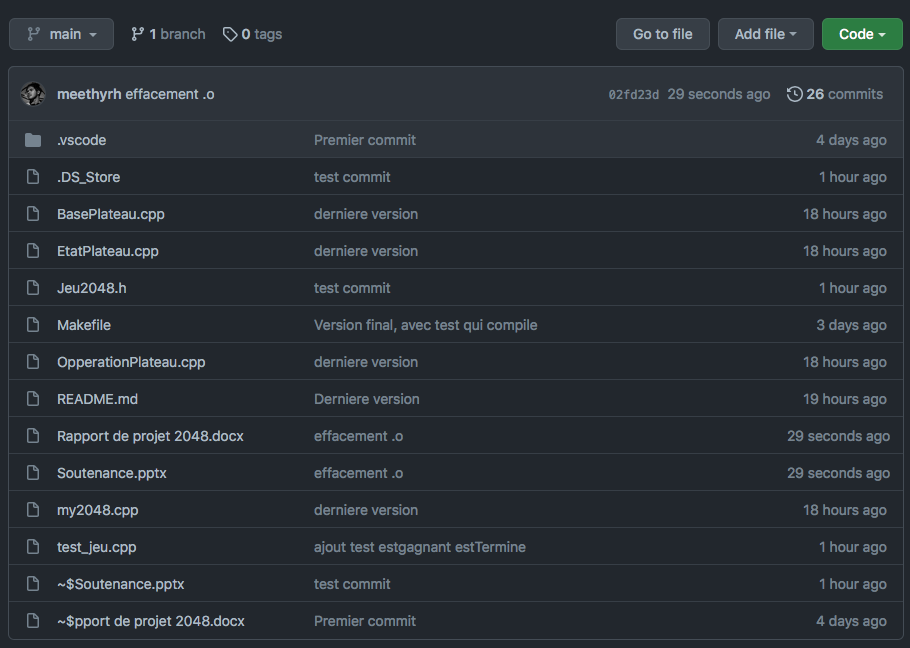 main 1 branch 0 tags Go to file Add file Code
meethyrh effacement .o 02fd23d 29 seconds ago 26 commits
.vscode Premier commit 4 days ago
.DS_Store test commit 1 hour ago
BasePlateau.cpp derniere version 18 hours ago
EtatPlateau.cpp derniere version 18 hours ago
Jeu2048.h test commit 1 hour ago
Makefile Version final, avec test qui compile 3 days ago
OpperationPlateau.cpp derniere version 18 hours ago
README.md Derniere version 19 hours ago
Rapport de projet 2048.docx effacement .o 29 seconds ago
Soutenance.pptx effacement .o 29 seconds ago
my2048.cpp derniere version 18 hours ago
test_jeu.cpp ajout test estgagnant estTermine 1 hour ago
~$Soutenance.pptx test commit 1 hour ago
~$pport de projet 2048.docx Premier commit 4 days ago